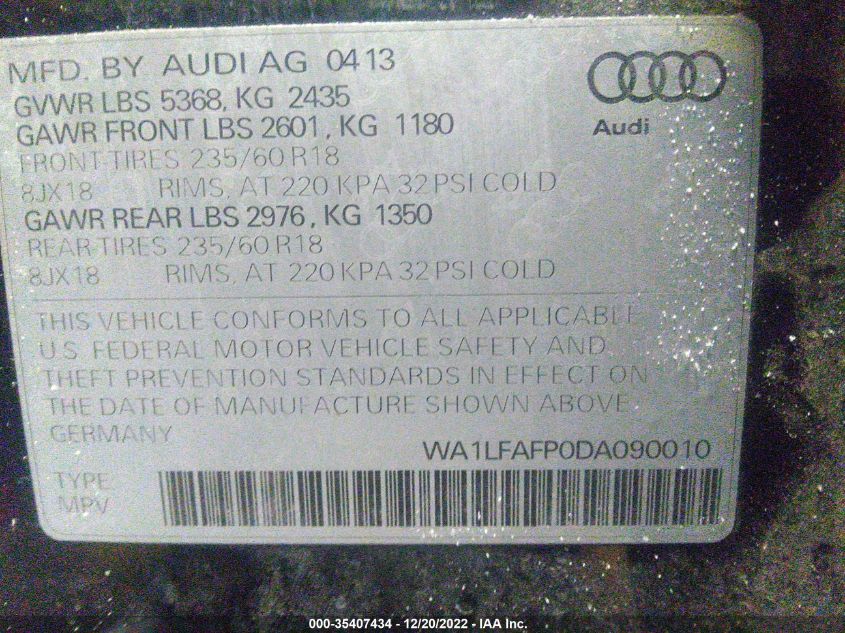 MFD. BY AUDI AG 0413
GVWR LBS 5368, KG 2435
GAWR FRONT LBS 2601, KG 1180
FRONT-TIRES 235/60 R18
8JX18 RIMS, AT 220 KPA 32 PSI COLD
GAWR REAR LBS 2976, KG 1350
REAR-TIRES 235/60 R18
8JX18 RIMS, AT 220 KPA 32 PSI COLD
Audi
THIS VEHICLE CONFORMS TO ALL APPLICABLE
U.S. FEDERAL MOTOR VEHICLE SAFETY AND
THEFT PREVENTION STANDARDS IN EFFECT ON
THE DATE OF MANUFACTURE SHOWN ABOVE
GERMANY
WA1LFAFP0DA090010
TYPE:
MPV
000-35407434 - 12/20/2022 - IAA Inc.